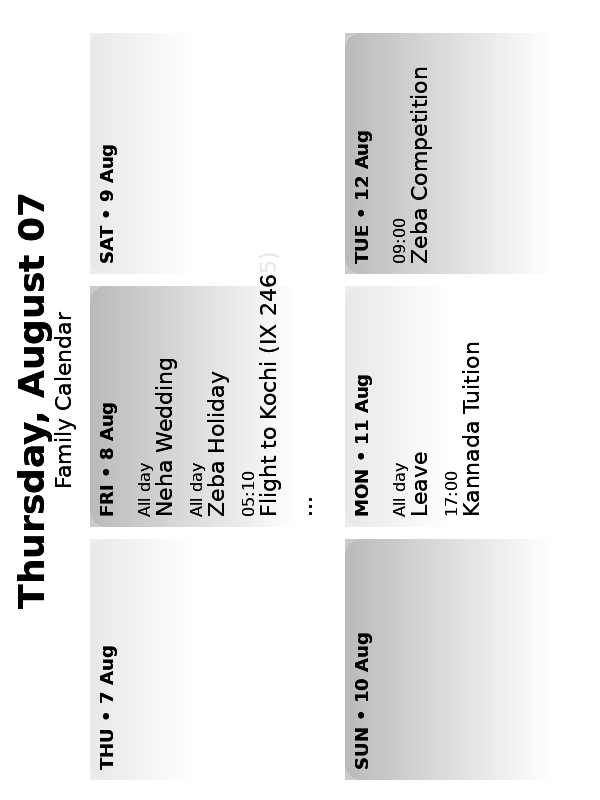 Thursday, August 07
Family Calendar
THU • 7 Aug
FRI • 8 Aug
All day
Neha Wedding
All day
Zeba Holiday
05:10
Flight to Kochi (IX 2465)
...
SAT • 9 Aug
SUN • 10 Aug
MON • 11 Aug
All day
Leave
17:00
Kannada Tuition
TUE • 12 Aug
09:00
Zeba Competition